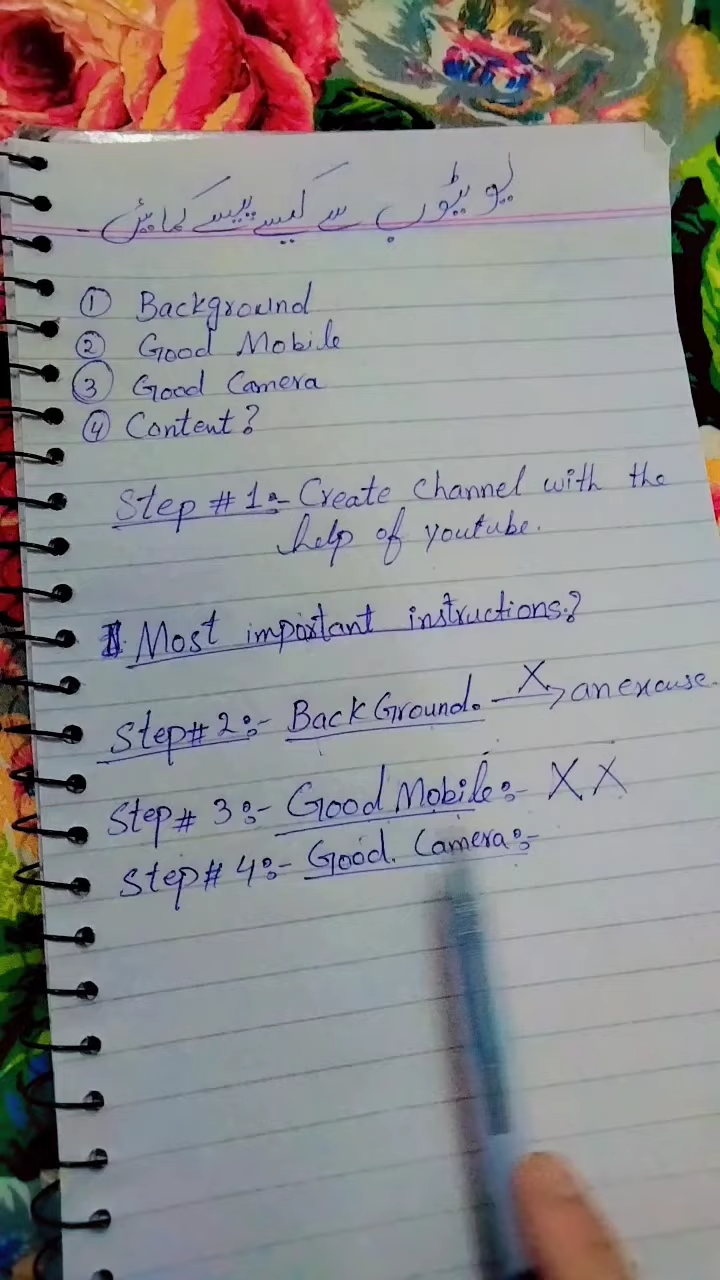 یوٹیوب سے کیسے پیسے کمائیں۔
① Background
② Good Mobile
③ Good Camera
④ Content?
Step # 1:- Create channel with the
help of youtube.
Most important instructions:?
Step# 2:- BackGround. X → an excuse.
Step# 3:- Good Mobile:- X X
Step# 4:- Good. Camera:-